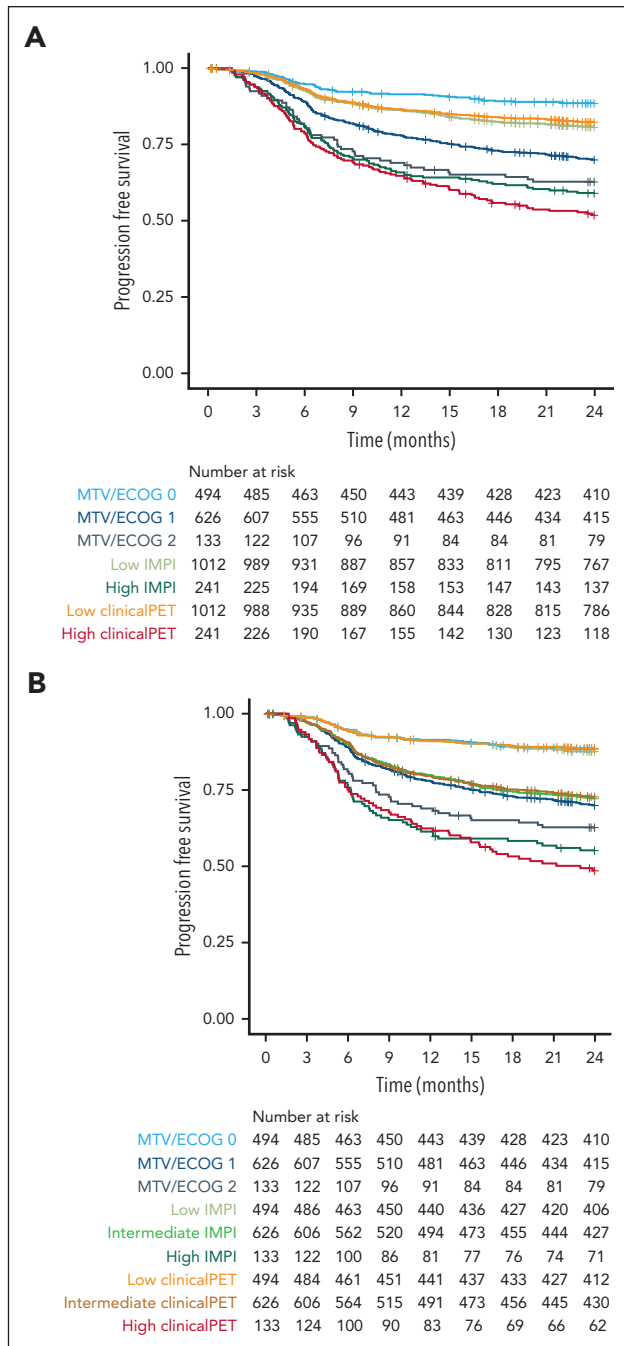 A
1.00
0.75
0.50
0.25
0.00
Progression free survival
0 3 6 9 12 15 18 21 24
Time (months)
Number at risk
MTV/ECOG 0 494 485 463 450 443 439 428 423 410
MTV/ECOG 1 626 607 555 510 481 463 446 434 415
MTV/ECOG 2 133 122 107 96 91 84 84 81 79
Low IMPI 1012 989 931 887 857 833 811 795 767
High IMPI 241 225 194 169 158 153 147 143 137
Low clinicalPET 1012 988 935 889 860 844 828 815 786
High clinicalPET 241 226 190 167 155 142 130 123 118
B
1.00
0.75
0.50
0.25
0.00
Progression free survival
0 3 6 9 12 15 18 21 24
Time (months)
Number at risk
MTV/ECOG 0 494 485 463 450 443 439 428 423 410
MTV/ECOG 1 626 607 555 510 481 463 446 434 415
MTV/ECOG 2 133 122 107 96 91 84 84 81 79
Low IMPI 494 486 463 450 440 436 427 420 406
Intermediate IMPI 626 606 562 520 494 473 455 444 427
High IMPI 133 122 100 86 81 77 76 74 71
Low clinicalPET 494 484 461 451 441 437 433 427 412
Intermediate clinicalPET 626 606 564 515 491 473 456 445 430
High clinicalPET 133 124 100 90 83 76 69 66 62